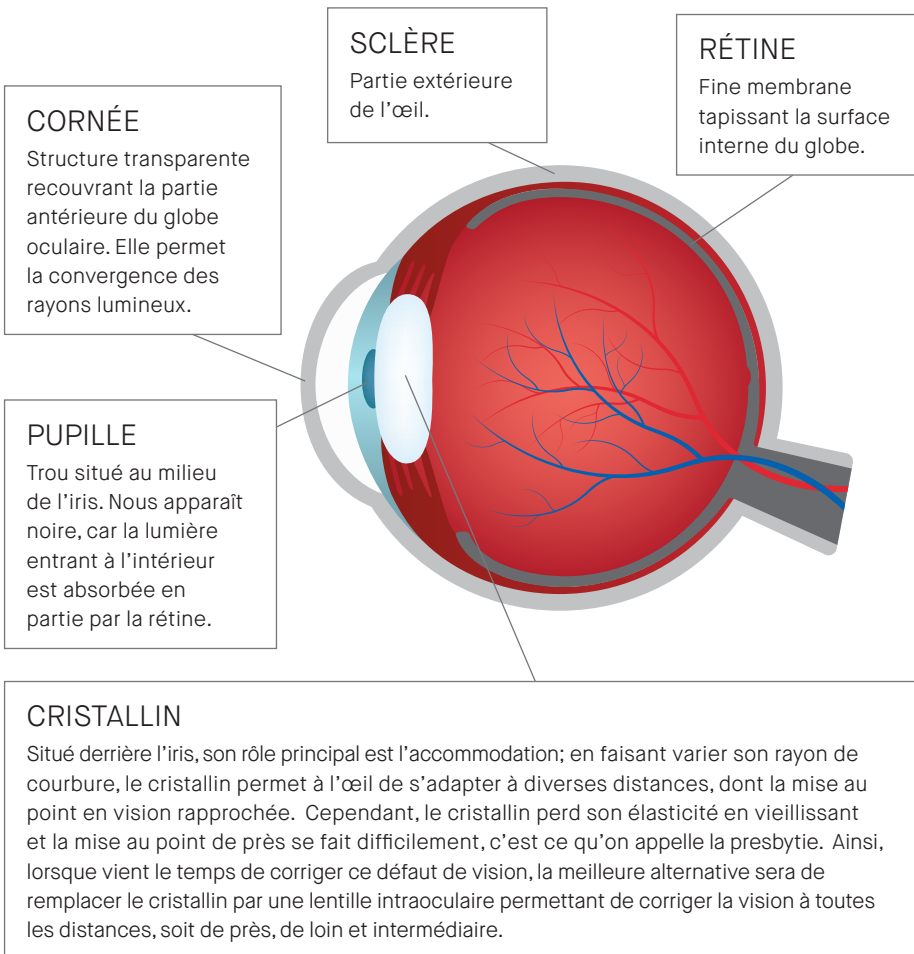 SCLÈRE
Partie extérieure
de l'œil.
RÉTINE
Fine membrane
tapissant la surface
interne du globe.
CORNÉE
Structure transparente
recouvrant la partie
antérieure du globe
oculaire. Elle permet
la convergence des
rayons lumineux.
PUPILLE
Trou situé au milieu
de l'iris. Nous apparaît
noire, car la lumière
entrant à l'intérieur
est absorbée en
partie par la rétine.
CRISTALLIN
Situé derrière l'iris, son rôle principal est l'accommodation; en faisant varier son rayon de
courbure, le cristallin permet à l'œil de s'adapter à diverses distances, dont la mise au
point en vision rapprochée. Cependant, le cristallin perd son élasticité en vieillissant
et la mise au point de près se fait difficilement, c'est ce qu'on appelle la presbytie. Ainsi,
lorsque vient le temps de corriger ce défaut de vision, la meilleure alternative sera de
remplacer le cristallin par une lentille intraoculaire permettant de corriger la vision à toutes
les distances, soit de près, de loin et intermédiaire.